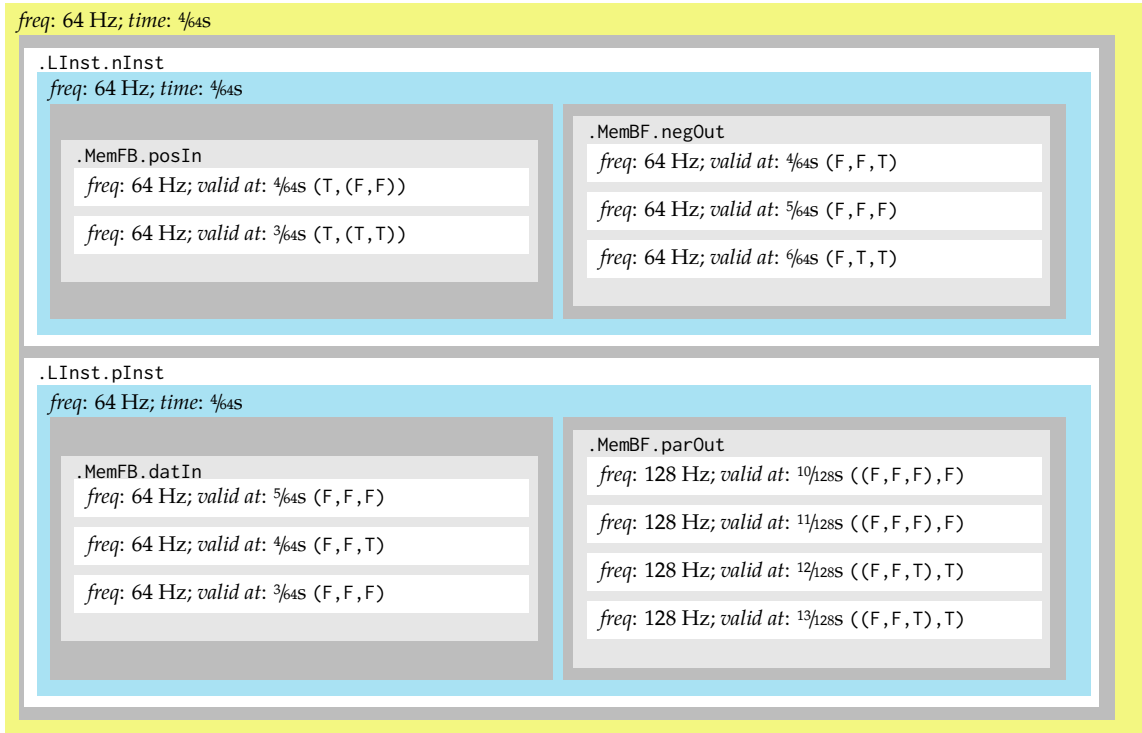 freq: 64 Hz; time: 4/64s
.LInst.nInst
freq: 64 Hz; time: 4/64s
.MemFB.posIn
freq: 64 Hz; valid at: 4/64s (T,(F,F))
freq: 64 Hz; valid at: 3/64s (T,(T,T))
.MemBF.negOut
freq: 64 Hz; valid at: 4/64s (F,F,T)
freq: 64 Hz; valid at: 5/64s (F,F,F)
freq: 64 Hz; valid at: 6/64s (F,T,T)
.LInst.pInst
freq: 64 Hz; time: 4/64s
.MemFB.datIn
freq: 64 Hz; valid at: 5/64s (F,F,F)
freq: 64 Hz; valid at: 4/64s (F,F,T)
freq: 64 Hz; valid at: 3/64s (F,F,F)
.MemBF.parOut
freq: 128 Hz; valid at: 10/128s ((F,F,F),F)
freq: 128 Hz; valid at: 11/128s ((F,F,F),F)
freq: 128 Hz; valid at: 12/128s ((F,F,T),T)
freq: 128 Hz; valid at: 13/128s ((F,F,T),T)